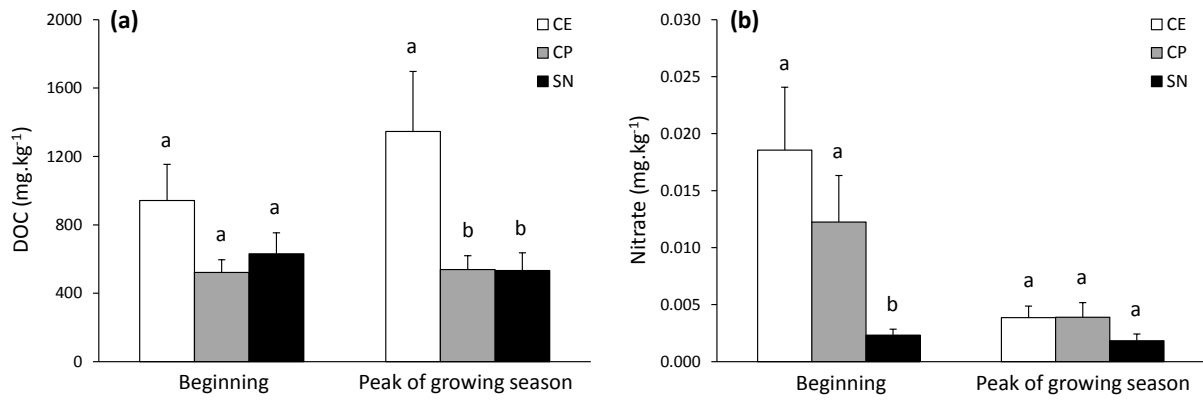 (a)
CE
CP
SN
DOC (mg.kg⁻¹)
2000
1600
1200
800
400
0
a
a
a
a
b
b
Beginning
Peak of growing season
(b)
CE
CP
SN
Nitrate (mg.kg⁻¹)
0.030
0.025
0.020
0.015
0.010
0.005
0.000
a
a
b
a
a
a
Beginning
Peak of growing season